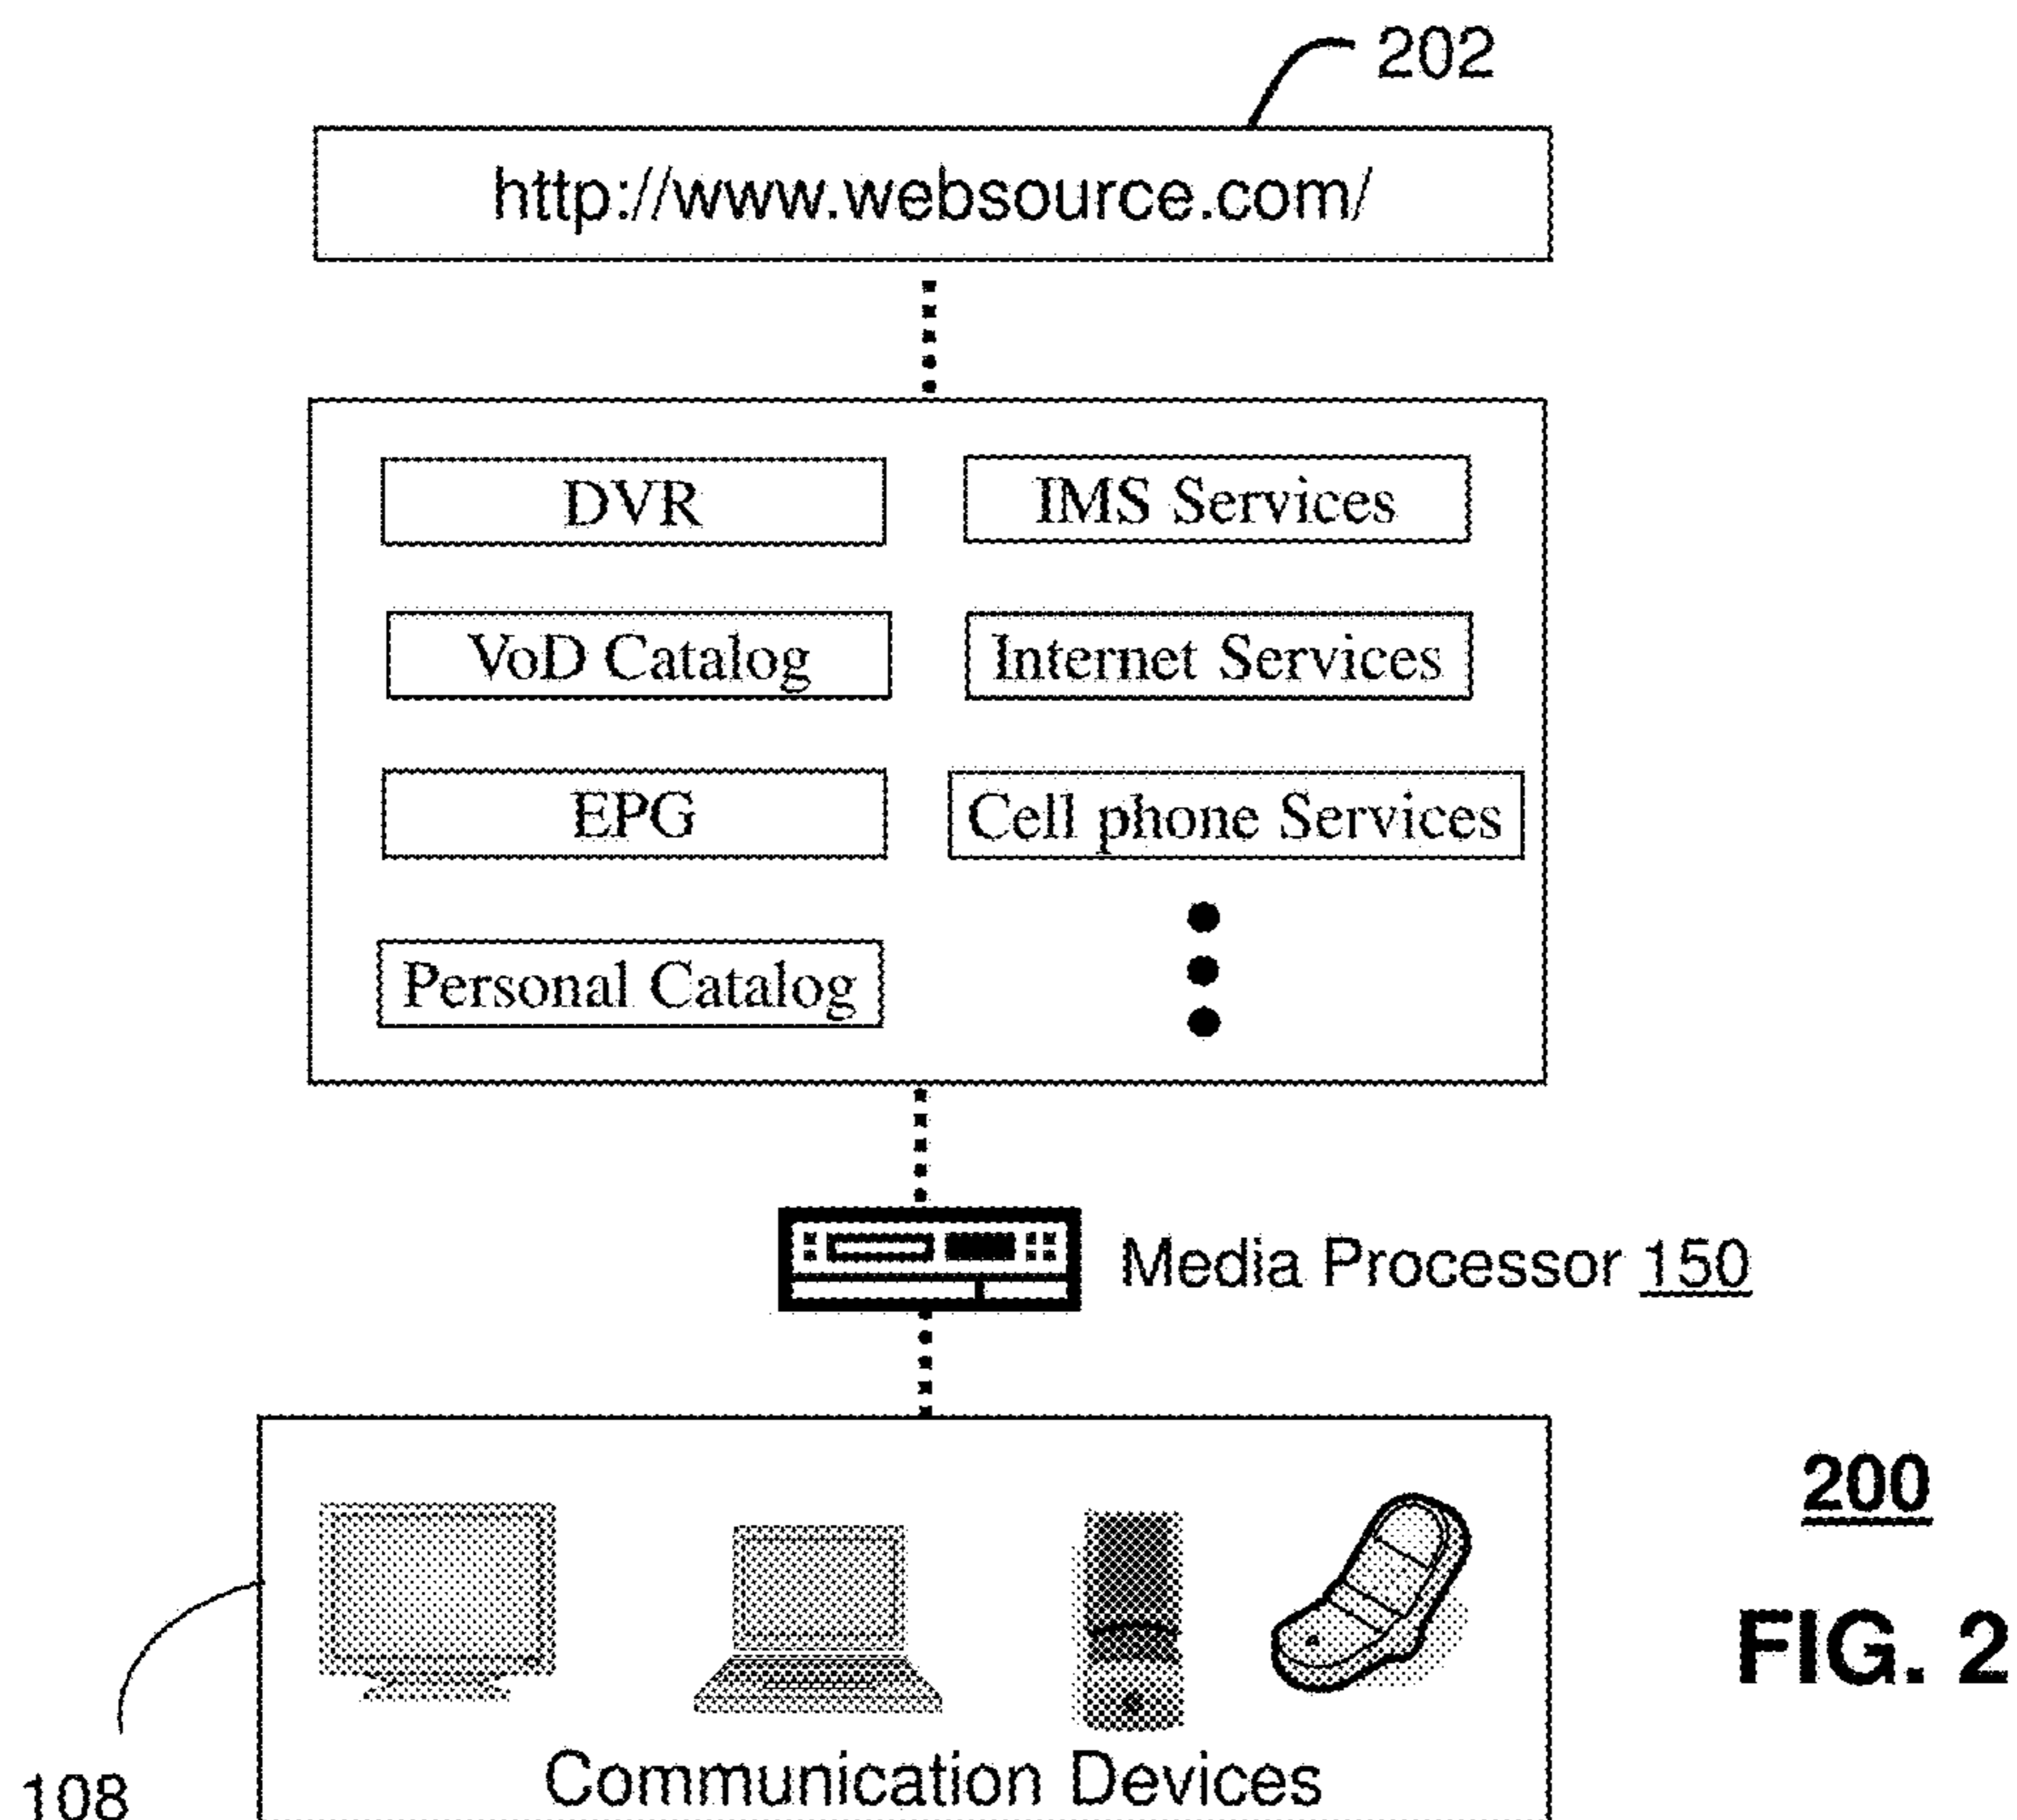 202
http://www.websource.com/
DVR
IMS Services
VoD Catalog
Internet Services
EPG
Cell phone Services
Personal Catalog
Media Processor 150
200
FIG. 2
Communication Devices
108